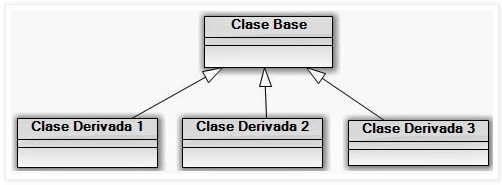 Clase Base
Clase Derivada 1
Clase Derivada 2
Clase Derivada 3